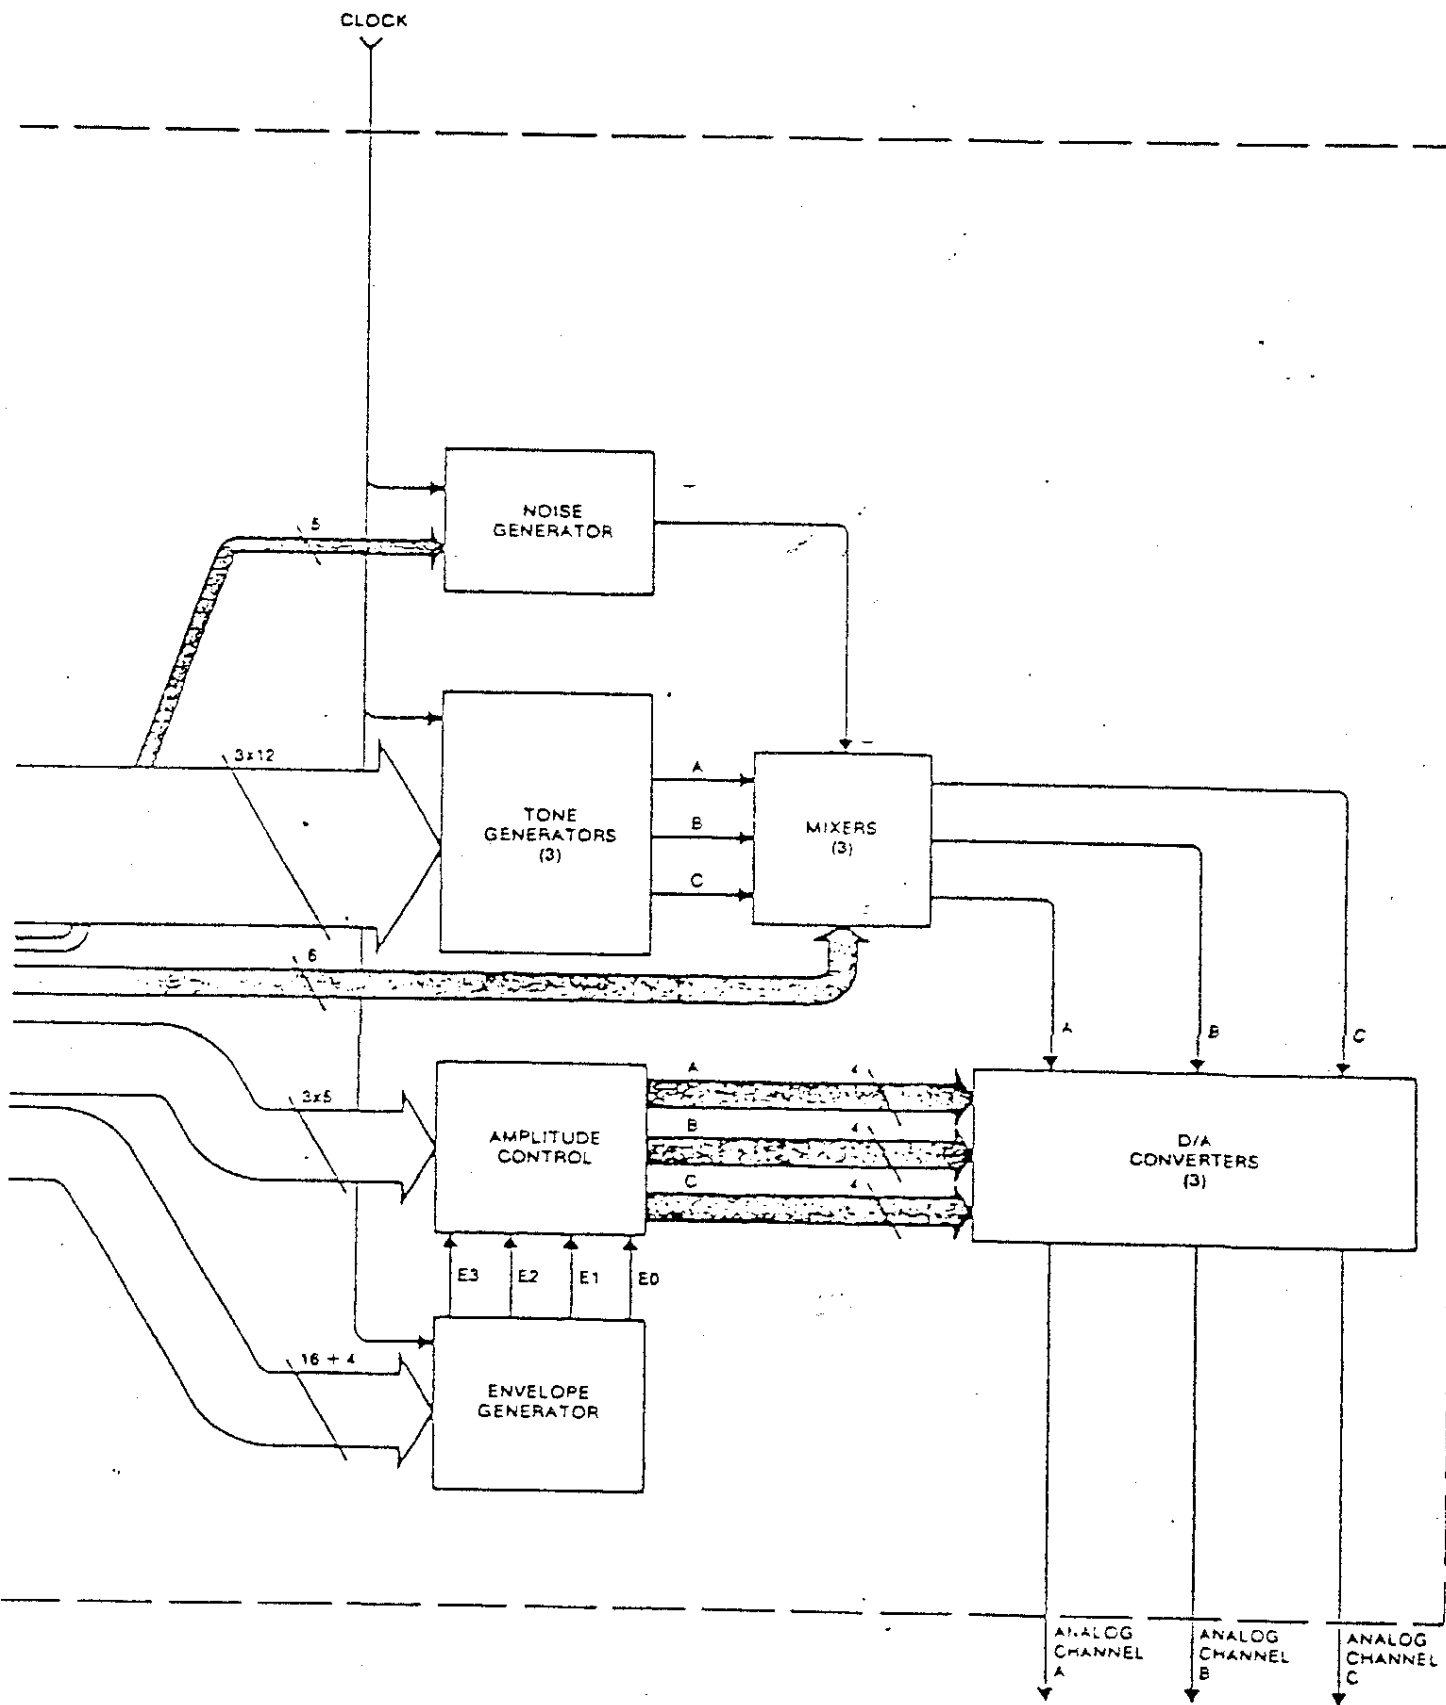 CLOCK
NOISE
GENERATOR
5
3x12
TONE
GENERATORS
(3)
A
B
C
MIXERS
(3)
6
A
B
C
3x5
AMPLITUDE
CONTROL
A
4
B
4
C
4
D/A
CONVERTERS
(3)
E3
E2
E1
E0
16 + 4
ENVELOPE
GENERATOR
ANALOG
CHANNEL
A
ANALOG
CHANNEL
B
ANALOG
CHANNEL
C